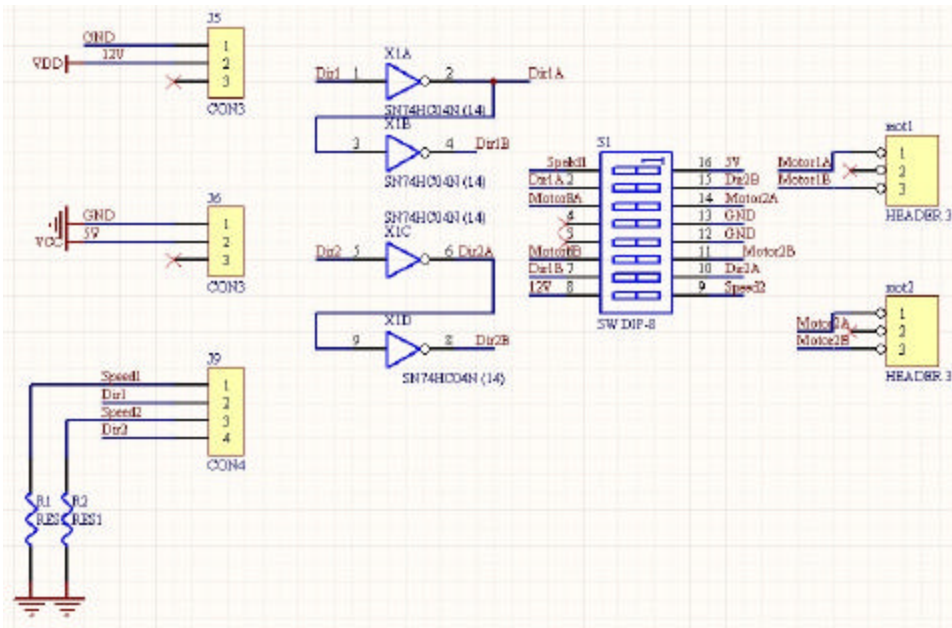 J5
GND
12V
VDD
1
2
3
CON3
J6
GND
5V
VCC
1
2
3
CON3
J9
Speed1
Dir1
Speed2
Dir2
1
2
3
4
CON4
R1
R2
RES1
X1A
Dir1 1 2 Dir1A
SN74HC04N (14)
X1B
3 4 Dir1B
SN74HC04N (14)
SN74HC04N (14)
X1C
Dir2 5 6 Dir2A
X1D
9 8 Dir2B
SN74HC04N (14)
S1
16 5V
Dir1A 2 15 Dir2B
14 Motor2A
4 13 GND
12 GND
11 Motor2B
Dir1B 7 10 Dir2A
12V 8 9 Speed2
SW DIP-8
mot1
Motor1A
Motor1B
1
2
3
HEADER 3
mot2
Motor2A
Motor2B
1
2
3
HEADER 3